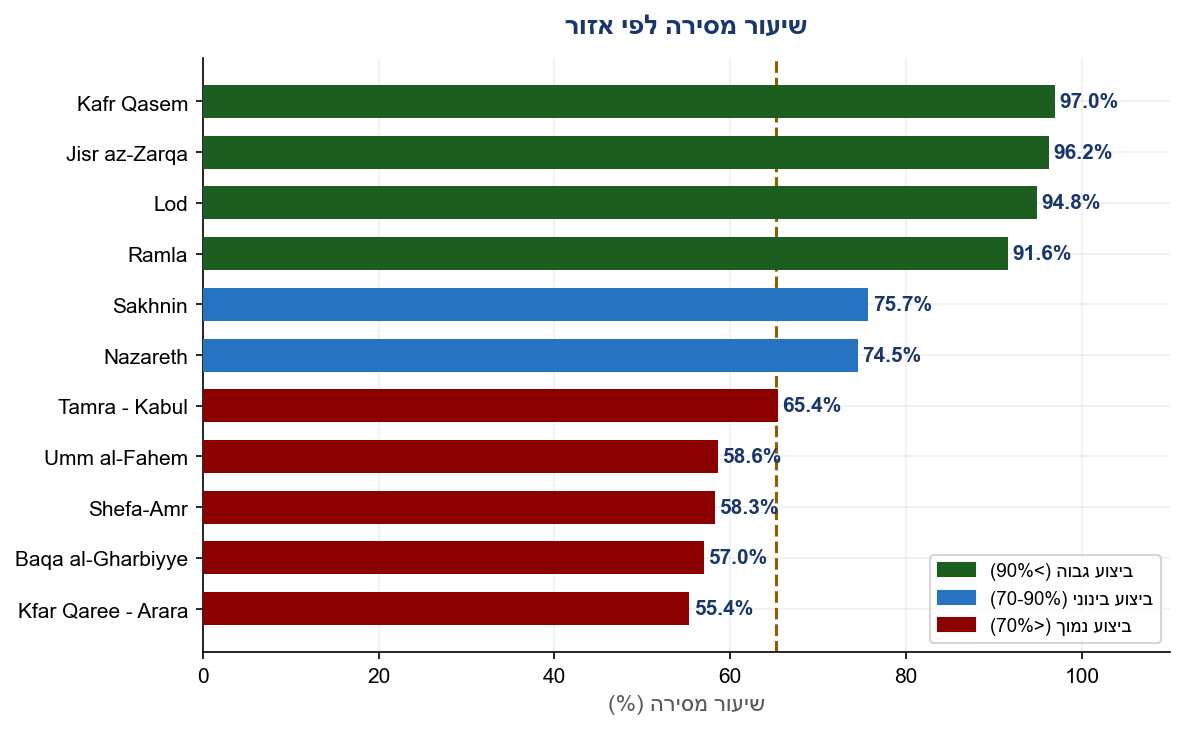 שיעור מסירה לפי אזור
Kafr Qasem 97.0%
Jisr az-Zarqa 96.2%
Lod 94.8%
Ramla 91.6%
Sakhnin 75.7%
Nazareth 74.5%
Tamra - Kabul 65.4%
Umm al-Fahem 58.6%
Shefa-Amr 58.3%
Baqa al-Gharbiyye 57.0%
Kfar Qaree - Arara 55.4%
ביצוע גבוה (>90%)
ביצוע בינוני (70-90%)
ביצוע נמוך (<70%)
0 20 40 60 80 100
שיעור מסירה (%)